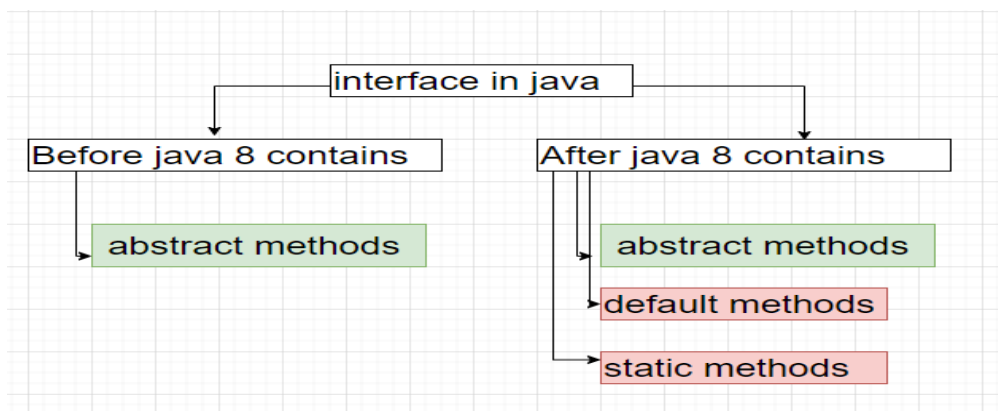 interface in java
Before java 8 contains
After java 8 contains
abstract methods
abstract methods
default methods
static methods